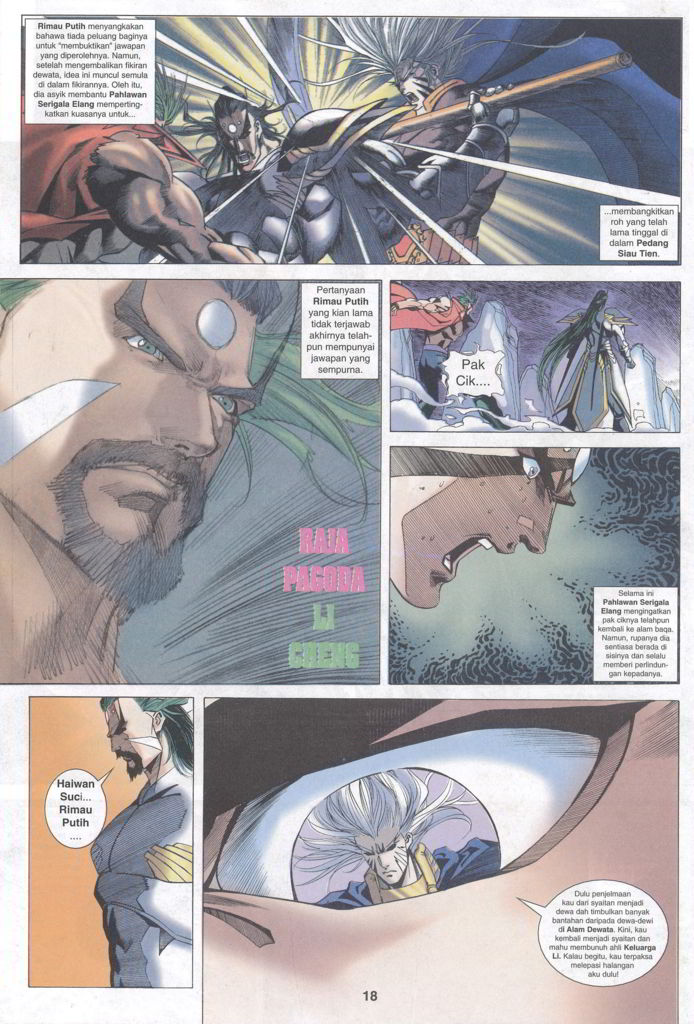 Rimau Putih menyangkakan
bahawa tiada peluang baginya
untuk "membuktikan" jawapan
yang diperolehnya. Namun,
setelah mengembalikan fikiran
dewata, idea ini muncul semula
di dalam fikirannya. Oleh itu,
dia asyik membantu Pahlawan
Serigala Elang memperting-
katkan kuasanya untuk...
...membangkitkan
roh yang telah
lama tinggal di
dalam Pedang
Siau Tien.
Pertanyaan
Rimau Putih
yang kian lama
tidak terjawab
akhirnya telah-
pun mempunyai
jawapan yang
sempurna.
RAJA
PAGODA
LI
CHENG
Pak
Cik....
Selama ini
Pahlawan Serigala
Elang mengingatkan
pak ciknya telahpun
kembali ke alam baqa.
Namun, rupanya dia
sentiasa berada di
sisinya dan selalu
memberi perlindun-
gan kepadanya.
Haiwan
Suci...
Rimau
Putih
....
Dulu penjelmaan
kau dari syaitan menjadi
dewa dah timbulkan banyak
bantahan daripada dewa-dewi
di Alam Dewata. Kini, kau
kembali menjadi syaitan dan
mahu membunuh ahli Keluarga
Li. Kalau begitu, kau terpaksa
melepasi halangan
aku dulu!
18